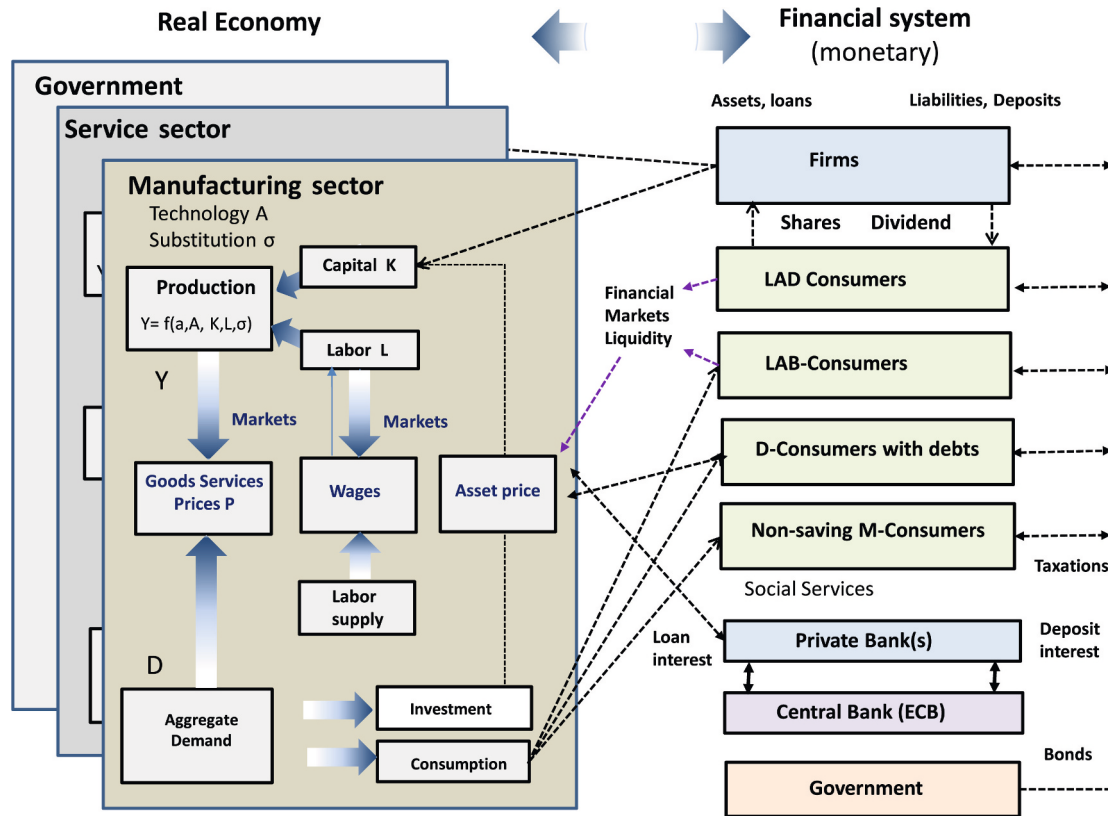 Real Economy
Financial system
(monetary)
Government
Service sector
Manufacturing sector
Technology A
Substitution σ
Production
Y= f(a,A, K,L,σ)
Capital K
Labor L
Y
Markets
Markets
Goods Services
Prices P
Wages
Asset price
Labor
supply
D
Aggregate
Demand
Investment
Consumption
Assets, loans
Liabilities, Deposits
Firms
Shares
Dividend
LAD Consumers
Financial
Markets
Liquidity
LAB-Consumers
D-Consumers with debts
Non-saving M-Consumers
Taxations
Social Services
Loan
interest
Private Bank(s)
Deposit
interest
Central Bank (ECB)
Bonds
Government